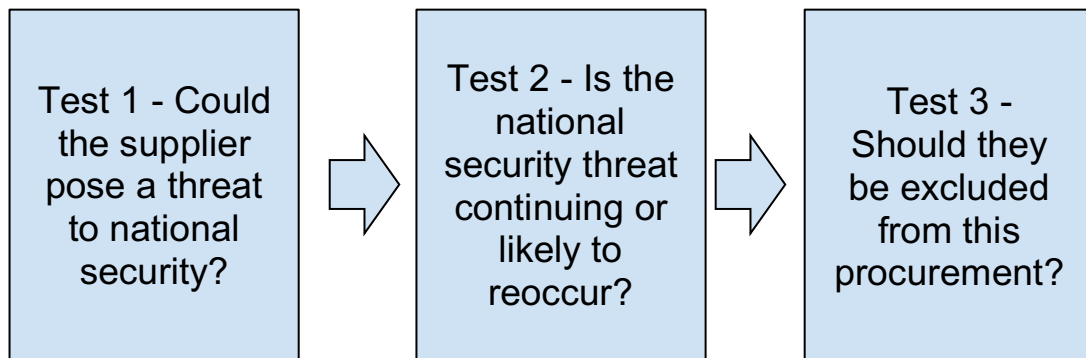 Test 1 - Could
the supplier
pose a threat
to national
security?
Test 2 - Is the
national
security threat
continuing or
likely to
reoccur?
Test 3 -
Should they
be excluded
from this
procurement?